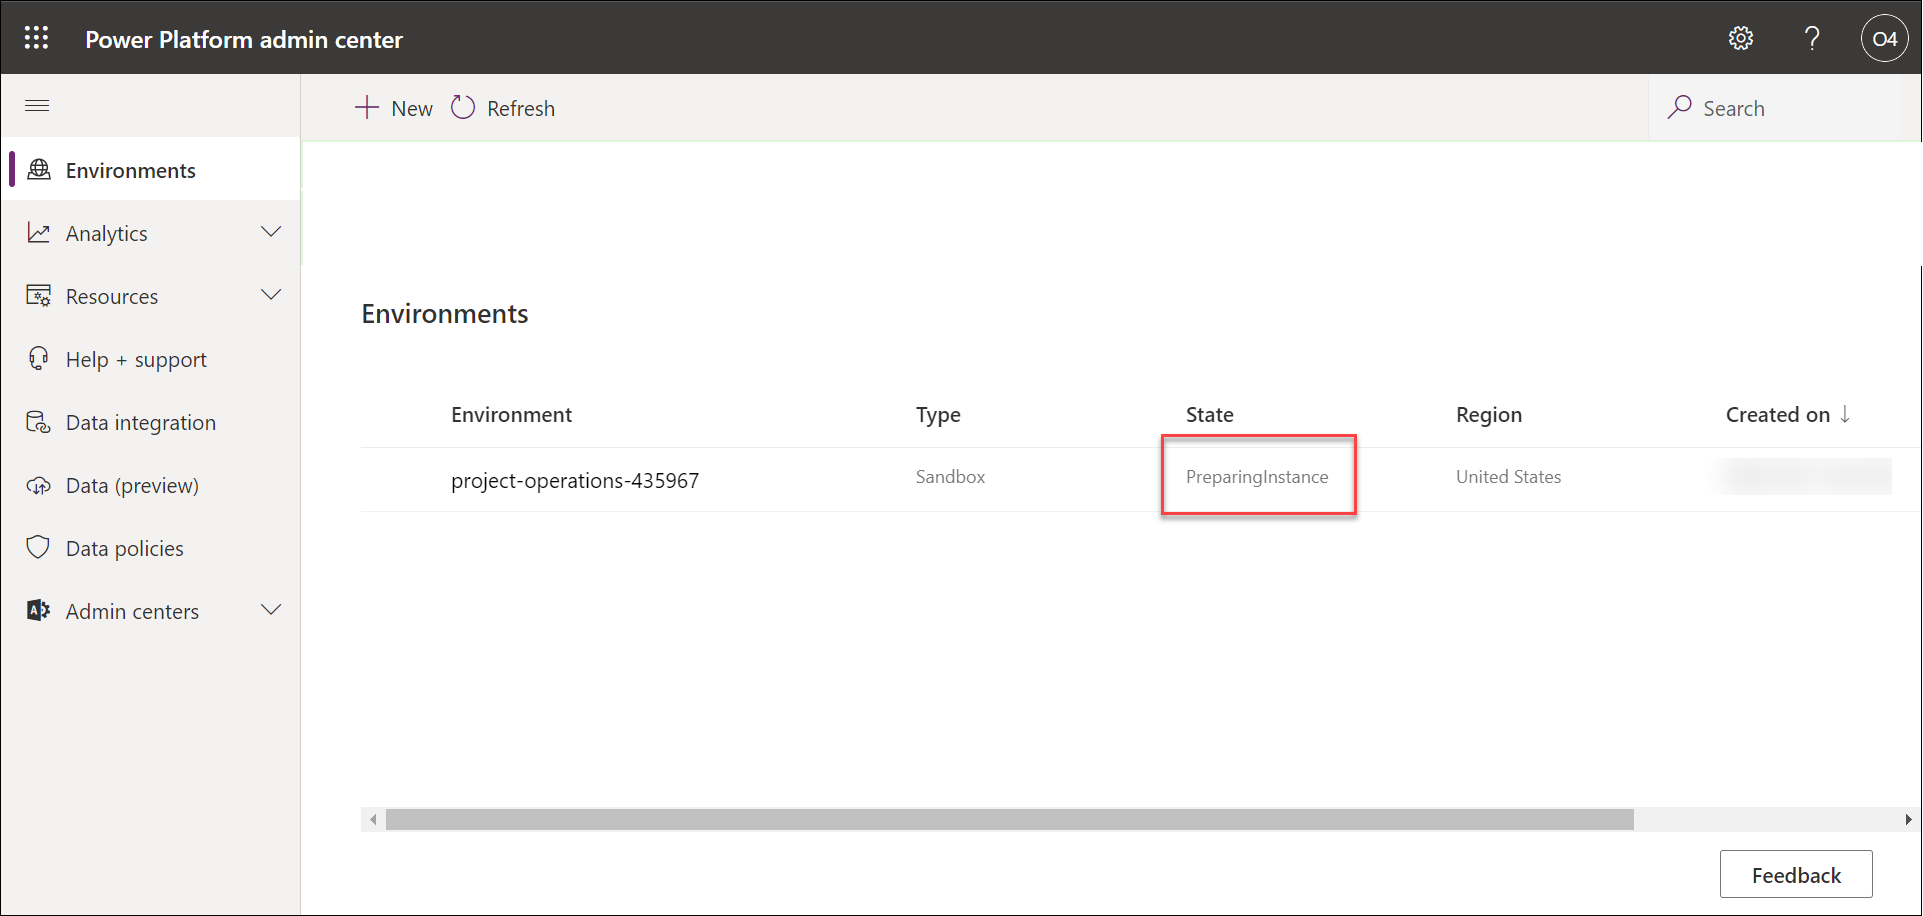 Power Platform admin center
?
O4
New
Refresh
Search
Environments
Analytics
Resources
Help + support
Data integration
Data (preview)
Data policies
Admin centers
Environments
Environment Type State Region Created on ↓
project-operations-435967 Sandbox PreparingInstance United States
Feedback